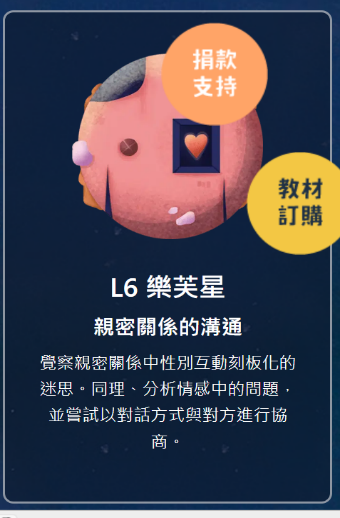 捐款
支持
教材
訂購
L6 樂芙星
親密關係的溝通
覺察親密關係中性別互動刻板化的
迷思。同理、分析情感中的問題，
並嘗試以對話方式與對方進行協
商。